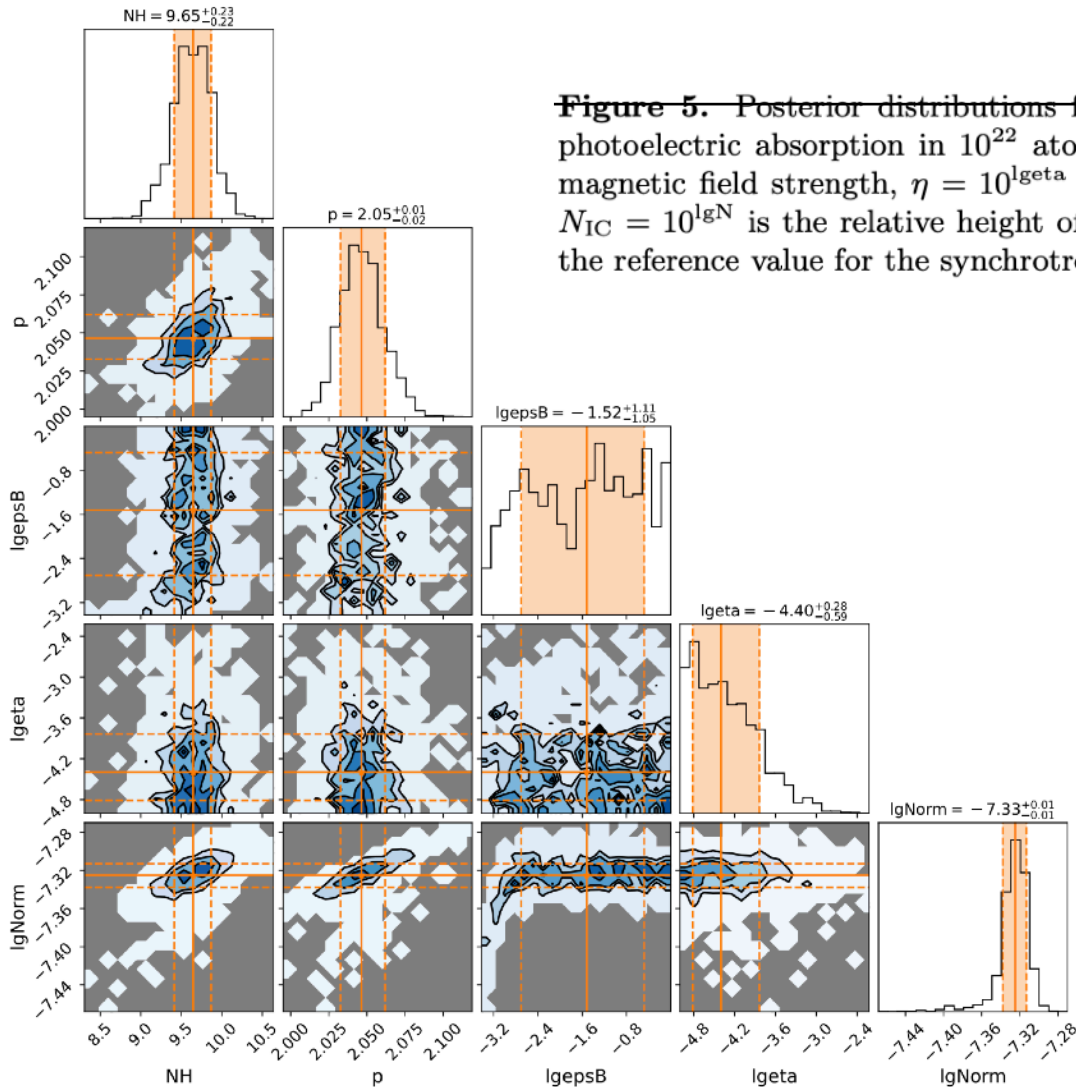 NH = 9.65 +0.23 −0.22
Figure 5. Posterior distributions f
photoelectric absorption in 10^22 ato
magnetic field strength, η = 10^lgeta
N_IC = 10^lgN is the relative height of
the reference value for the synchrotr
p = 2.05 +0.01 −0.02
2.100
2.075
2.050
2.025
2.000
p
lgepsB = −1.52 +1.11 −1.05
−0.8
−1.6
−2.4
−3.2
lgepsB
lgeta = −4.40 +0.28 −0.59
−2.4
−3.0
−3.6
−4.2
−4.8
lgeta
lgNorm = −7.33 +0.01 −0.01
−7.28
−7.32
−7.36
−7.40
−7.44
lgNorm
8.5 9.0 9.5 10.0 10.5 2.000 2.025 2.050 2.075 2.100 −3.2 −2.4 −1.6 −0.8 −4.8 −4.2 −3.6 −3.0 −2.4 −7.44 −7.40 −7.36 −7.32 −7.28
NH p lgepsB lgeta lgNorm